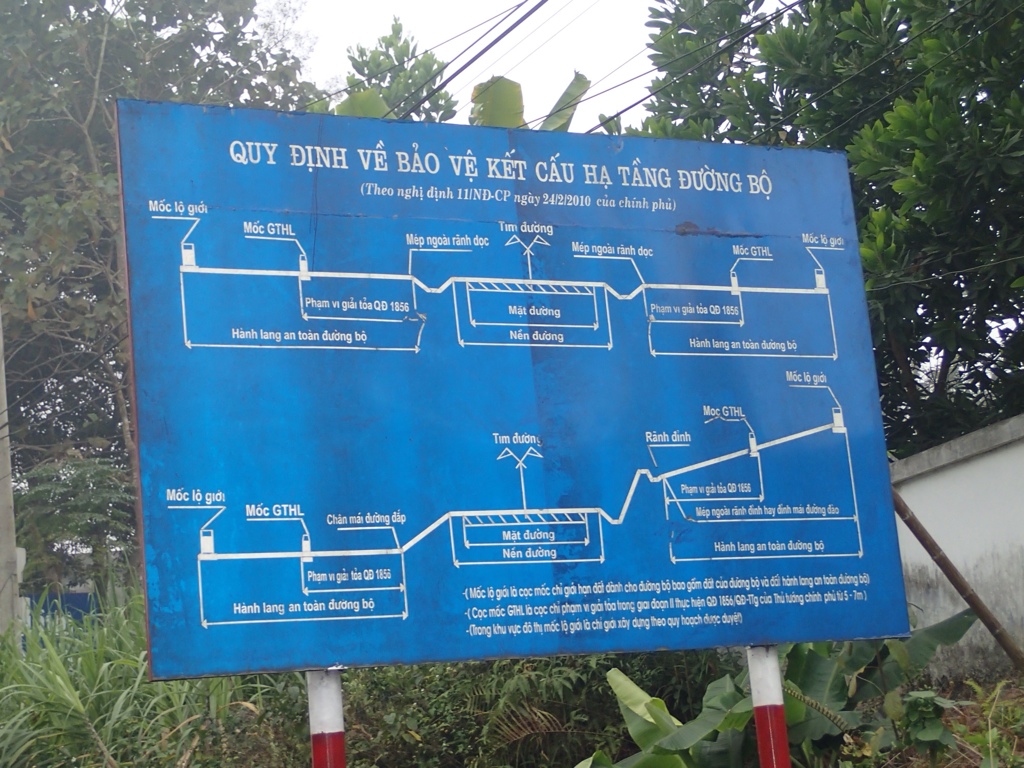 QUY ĐỊNH VỀ BẢO VỆ KẾT CẤU HẠ TẦNG ĐƯỜNG BỘ
(Theo nghị định 11/NĐ-CP ngày 24/2/2010 của chính phủ)
Mốc lộ giới
Mốc GTHL
Mép ngoài rãnh dọc
Tim đường
Mép ngoài rãnh dọc
Mốc GTHL
Mốc lộ giới
Phạm vi giải tỏa QĐ 1856
Mặt đường
Phạm vi giải tỏa QĐ 1856
Hành lang an toàn đường bộ
Nền đường
Hành lang an toàn đường bộ
Mốc lộ giới
Mốc GTHL
Tim đường
Rãnh đỉnh
Mốc lộ giới
Mốc GTHL
Chân mái đường đắp
Phạm vi giải tỏa QĐ 1856
Mép ngoài rãnh đỉnh hay đỉnh mái đường đào
Mặt đường
Nền đường
Hành lang an toàn đường bộ
Phạm vi giải tỏa QĐ 1856
Hành lang an toàn đường bộ
-( Mốc lộ giới là cọc mốc chỉ giới hạn đất dành cho đường bộ bao gồm đất của đường bộ và đất hành lang an toàn đường bộ)
-( Cọc mốc GTHL là cọc chỉ phạm vi giải tỏa trong giai đoạn II thực hiện QĐ 1856/QĐ-TTg của Thủ tướng chính phủ từ 5 - 7m )
-(Trong khu vực đô thị mốc lộ giới là chỉ giới xây dựng theo quy hoạch được duyệt)